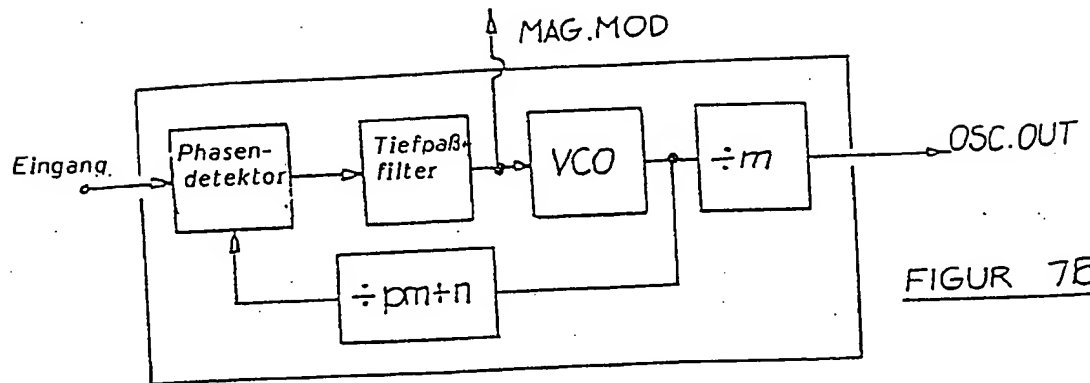 MAG.MOD
Eingang.
Phasen-
detektor
Tiefpaß-
filter
VCO
÷m
OSC.OUT
÷pm+n
FIGUR 7B